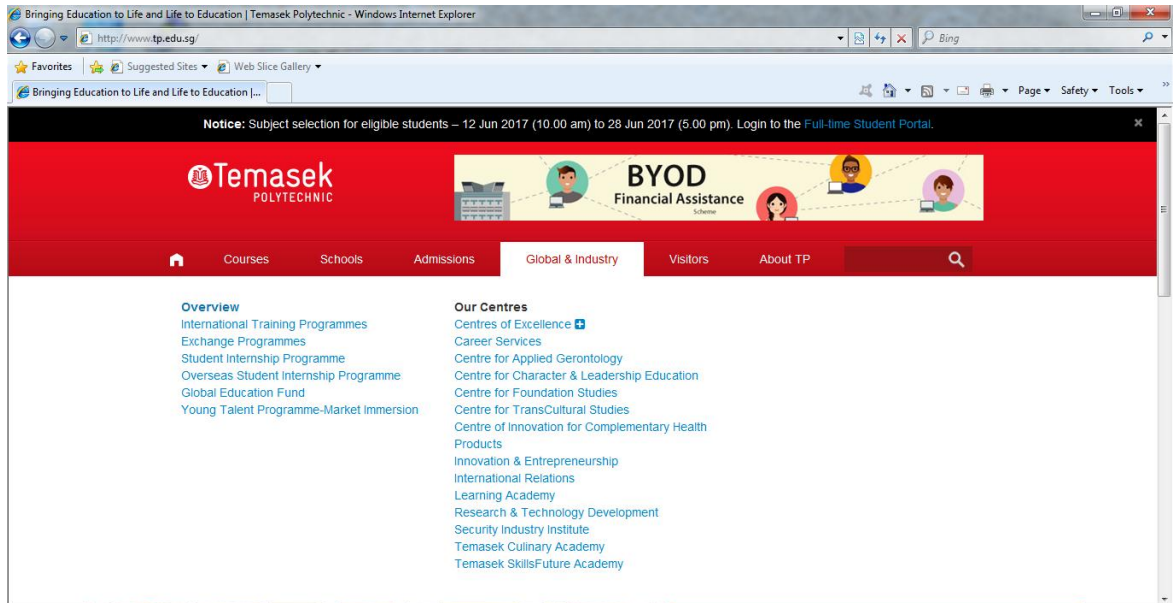 Bringing Education to Life and Life to Education | Temasek Polytechnic - Windows Internet Explorer
http://www.tp.edu.sg/
Bing
Favorites Suggested Sites Web Slice Gallery
Bringing Education to Life and Life to Education |... Page Safety Tools
Notice: Subject selection for eligible students – 12 Jun 2017 (10.00 am) to 28 Jun 2017 (5.00 pm). Login to the Full-time Student Portal.
Temasek
POLYTECHNIC
BYOD
Financial Assistance
Scheme
Courses Schools Admissions Global & Industry Visitors About TP
Overview
International Training Programmes
Exchange Programmes
Student Internship Programme
Overseas Student Internship Programme
Global Education Fund
Young Talent Programme-Market Immersion
Our Centres
Centres of Excellence
Career Services
Centre for Applied Gerontology
Centre for Character & Leadership Education
Centre for Foundation Studies
Centre for TransCultural Studies
Centre of Innovation for Complementary Health
Products
Innovation & Entrepreneurship
International Relations
Learning Academy
Research & Technology Development
Security Industry Institute
Temasek Culinary Academy
Temasek SkillsFuture Academy